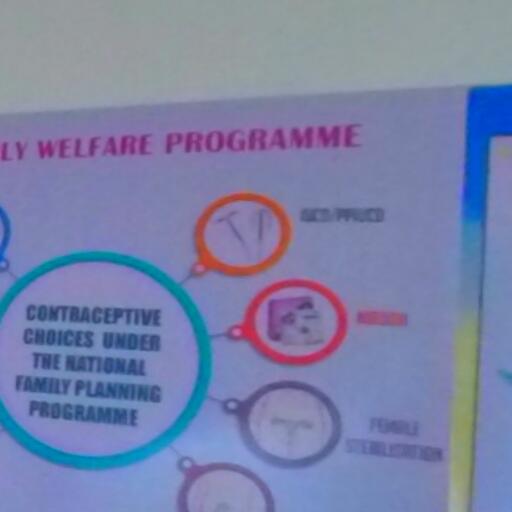 LY WELFARE PROGRAMME
IUCD/PPIUCD
CONTRACEPTIVE
CHOICES UNDER
THE NATIONAL
FAMILY PLANNING
PROGRAMME
FEMALE
STERILISATION